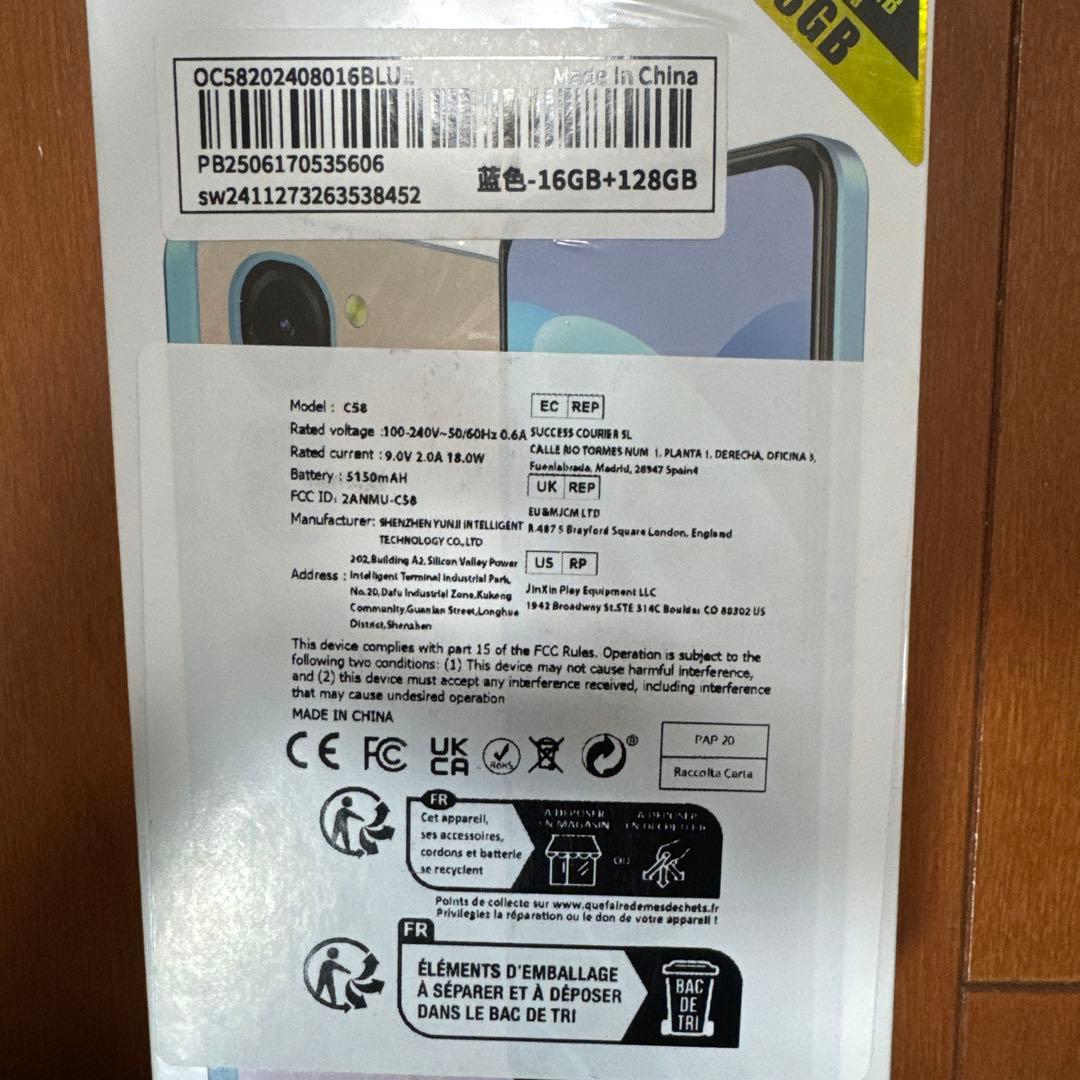 GB
OC58202408016BLUE
Made In China
PB2506170535606
sw2411273263538452
蓝色-16GB+128GB
Model : C58
Rated voltage :100-240V~50/60Hz 0.6A
Rated current : 9.0V 2.0A 18.0W
Battery : 5150mAH
FCC ID: 2ANMU-C58
Manufacturer: SHENZHEN YUNJI INTELLIGENT
TECHNOLOGY CO.,LTD
Address : 202,Building A2, Silicon Valley Power
Intelligent Terminal Industrial Park,
No.20,Dafu Industrial Zone,Kukeng
Community,Guanlan Street,Longhua
District,Shenzhen
EC REP
SUCCESS COURIER SL
CALLE RIO TORMES NUM 1, PLANTA 1, DERECHA, OFICINA 3,
Fuenlabrada, Madrid, 28947 Spain4
UK REP
EU&MJCM LTD
R.487 5 Brayford Square London, England
US RP
JinXin Play Equipment LLC
1942 Broadway St.STE 314C Boulder CO 80302 US
This device complies with part 15 of the FCC Rules. Operation is subject to the
following two conditions: (1) This device may not cause harmful interference,
and (2) this device must accept any interference received, including interference
that may cause undesired operation
MADE IN CHINA
CE FC UK CA RoHS ®
PAP 20
Raccolta Carta
FR
Cet appareil,
ses accessoires,
cordons et batterie
se recyclent
À DÉPOSER
EN MAGASIN
OU
À DÉPOSER
EN DÉCHÈTERIE
Points de collecte sur www.quefairedemesdechets.fr
Privilégiez la réparation ou le don de votre appareil !
FR
ÉLÉMENTS D'EMBALLAGE
À SÉPARER ET À DÉPOSER
DANS LE BAC DE TRI
BAC
DE
TRI